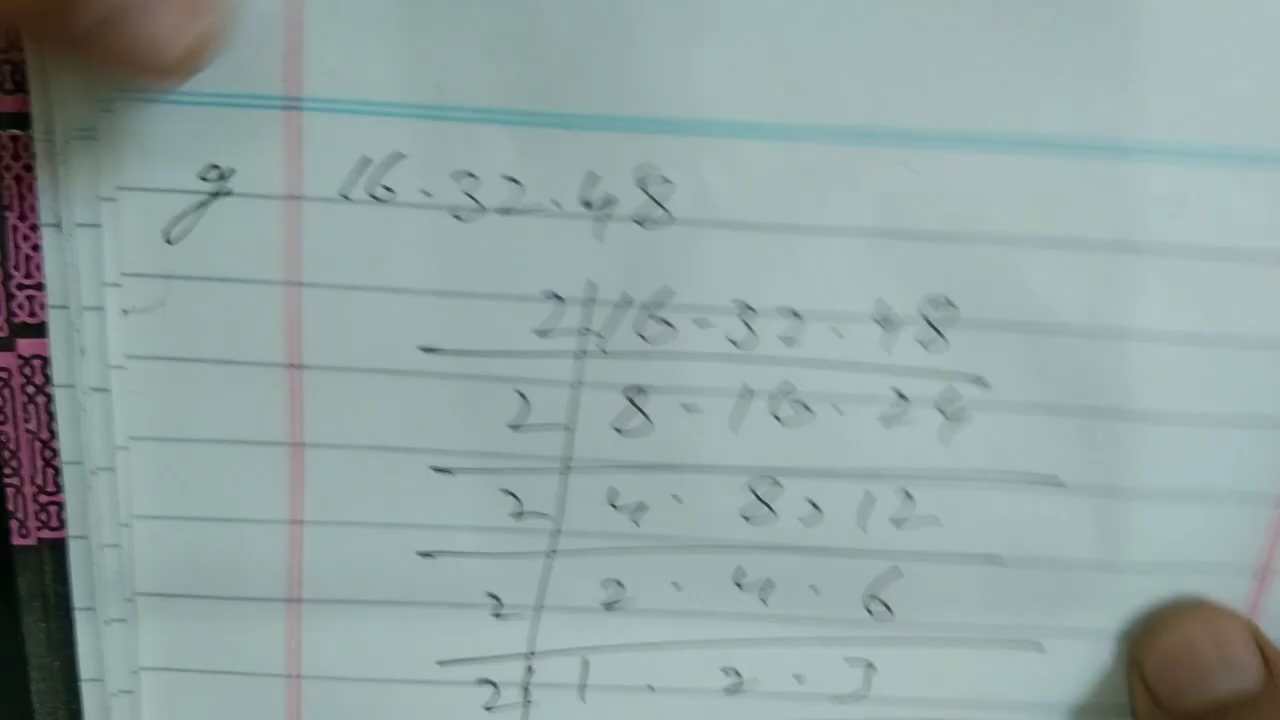 g 16.32.48
2 16.32.48
2 8.16.24
2 4. 8, 12
2 2. 4. 6
2 1. 2. 3